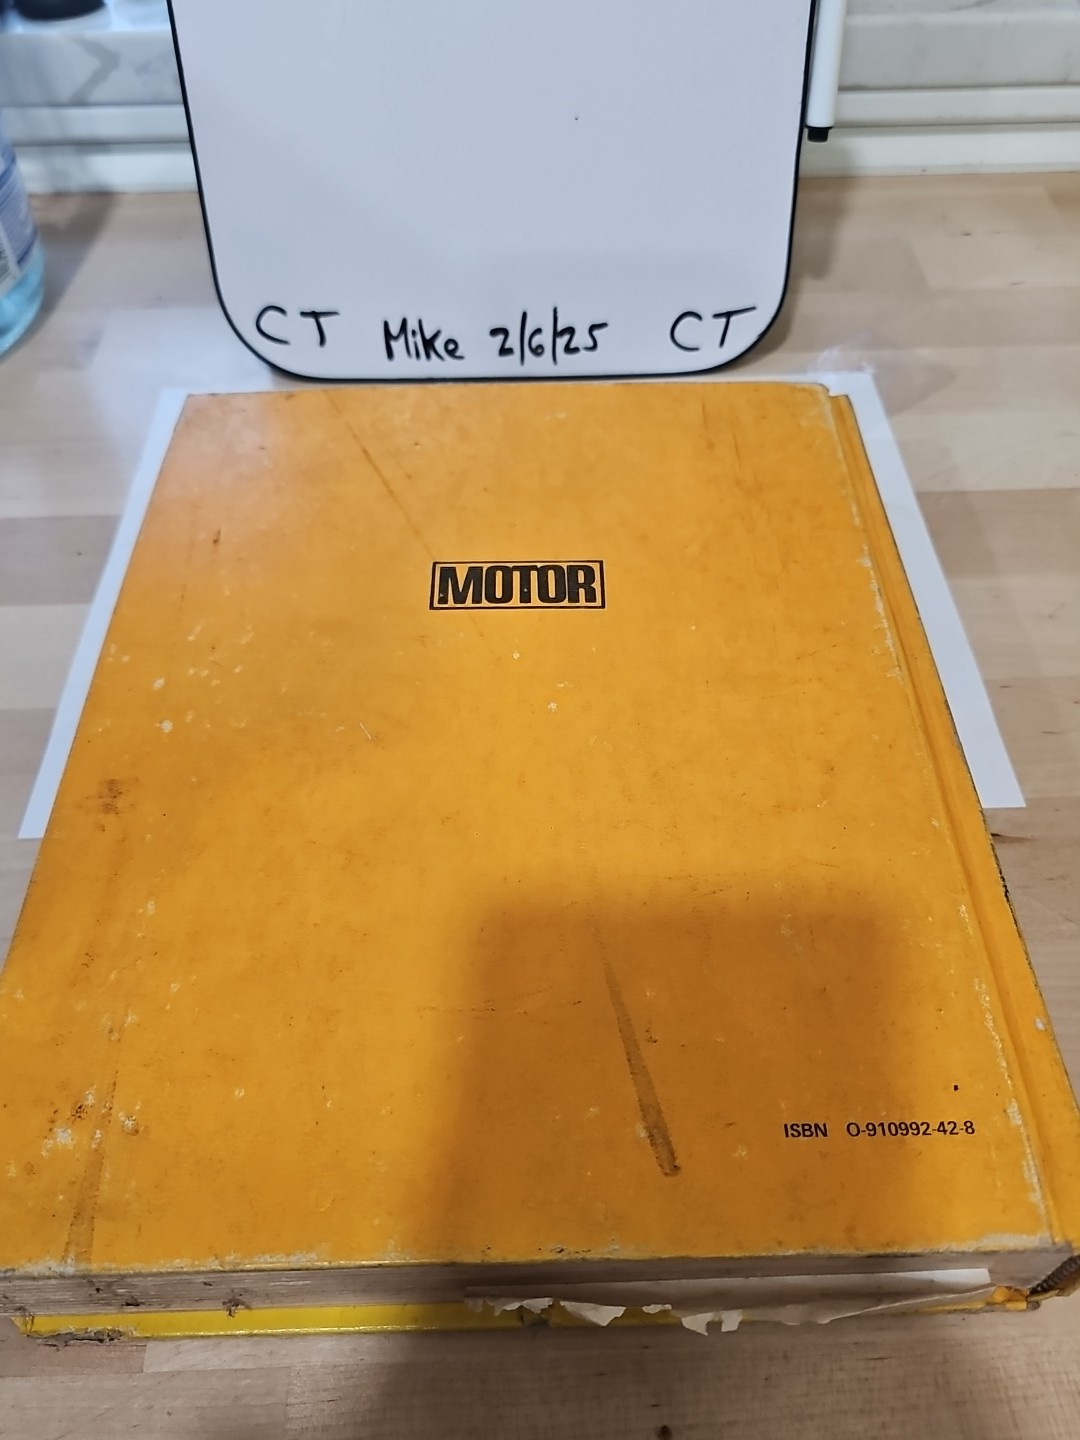 CT Mike 2/6/25 CT
MOTOR
ISBN 0-910992-42-8